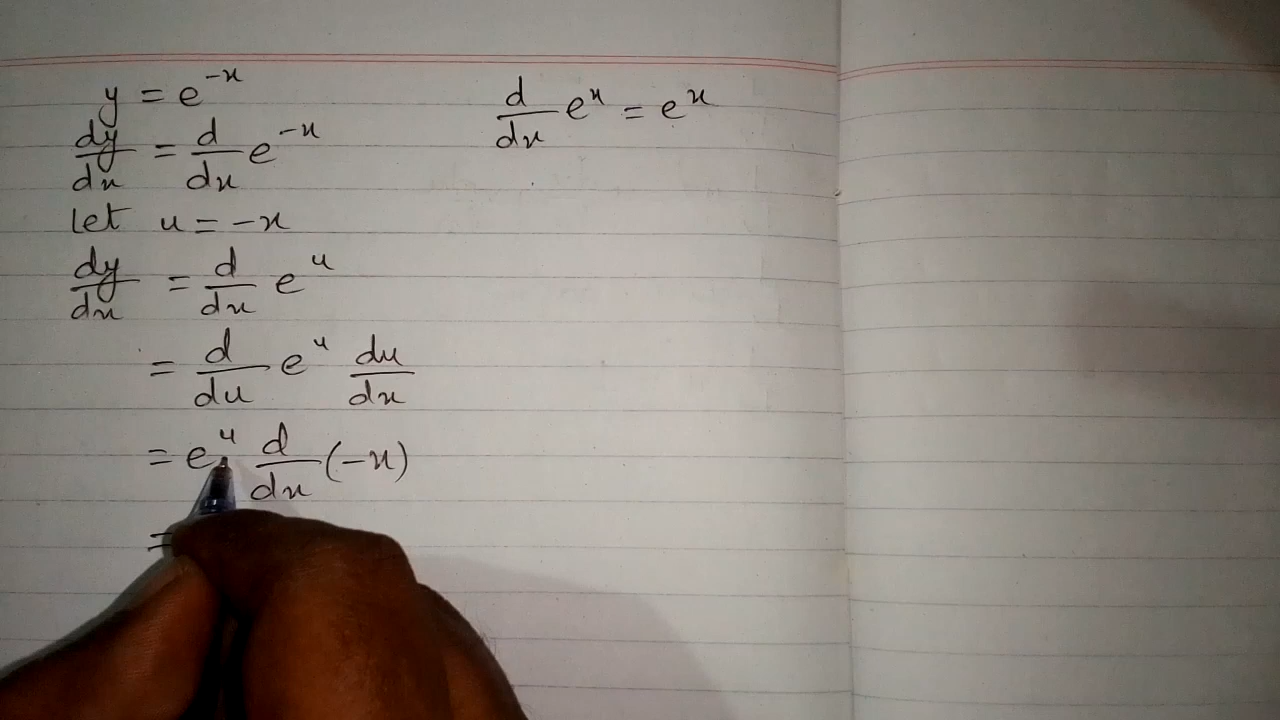 y = e^{-x}
dy/dx = d/dx e^{-x}
let u = -x
dy/dx = d/dx e^u
= d/du e^u du/dx
= e^u d/dx (-x)
=
d/dx e^x = e^x